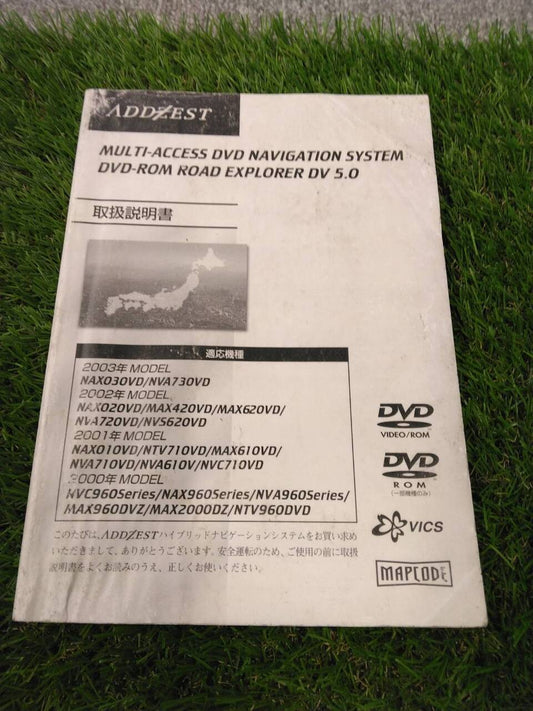 ADDZEST
MULTI-ACCESS DVD NAVIGATION SYSTEM
DVD-ROM ROAD EXPLORER DV 5.0
取扱説明書
適応機種
2003年 MODEL
NAX030VD/NVA730VD
2002年 MODEL
NAX020VD/MAX420VD/MAX620VD/
NVA720VD/NVS620VD
2001年 MODEL
NAX010VD/NTV710VD/MAX610VD/
NVA710VD/NVA610V/NVC710VD
2000年 MODEL
NVC960Series/NAX960Series/NVA960Series/
MAX960DVZ/MAX2000DZ/NTV960DVD
このたびは、ADDZESTハイブリッドナビゲーションシステムをお買い求め
いただきまして、ありがとうございます。安全運転のため、ご使用の前に取扱
説明書をよくお読みのうえ、正しくお使いください。
DVD
VIDEO/ROM
DVD
ROM
(一部機種のみ)
VICS
MAPCODE